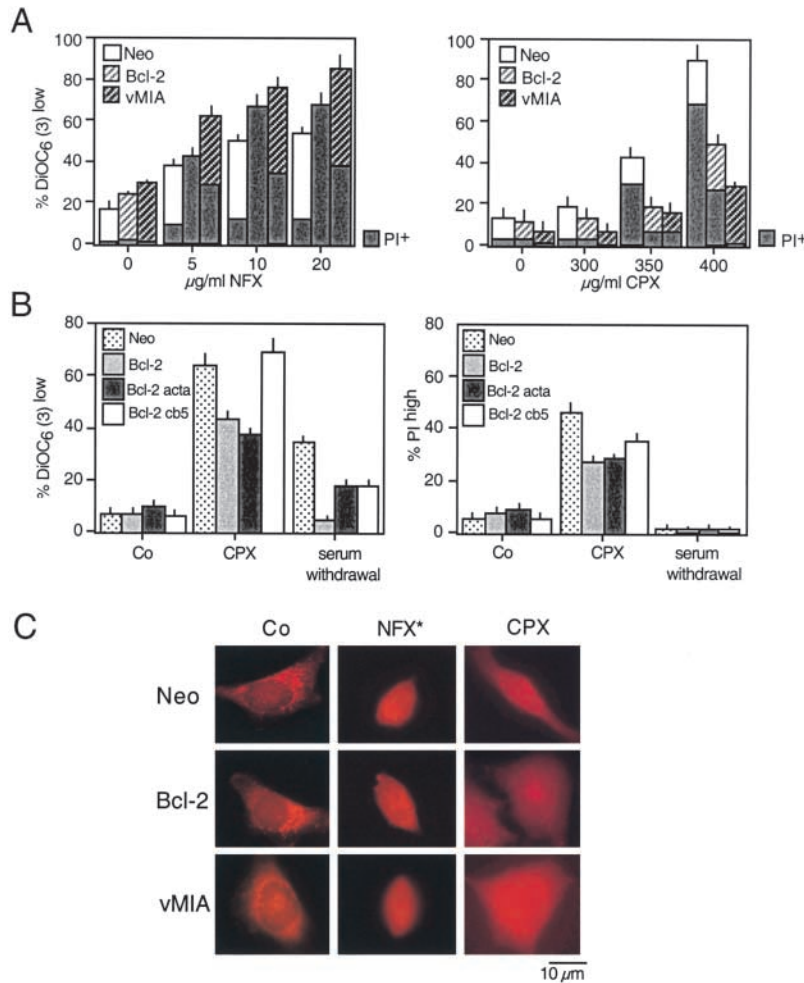 A
100
80
60
40
20
0
% DiOC6 (3) low
Neo
Bcl-2
vMIA
PI+
0 5 10 20
µg/ml NFX
100
80
60
40
20
0
% DiOC6 (3) low
Neo
Bcl-2
vMIA
PI+
0 300 350 400
µg/ml CPX
B
80
60
40
20
0
% DiOC6 (3) low
Neo
Bcl-2
Bcl-2 acta
Bcl-2 cb5
Co CPX serum
withdrawal
80
60
40
20
0
% PI high
Neo
Bcl-2
Bcl-2 acta
Bcl-2 cb5
Co CPX serum
withdrawal
C
Co NFX* CPX
Neo
Bcl-2
vMIA
10 µm